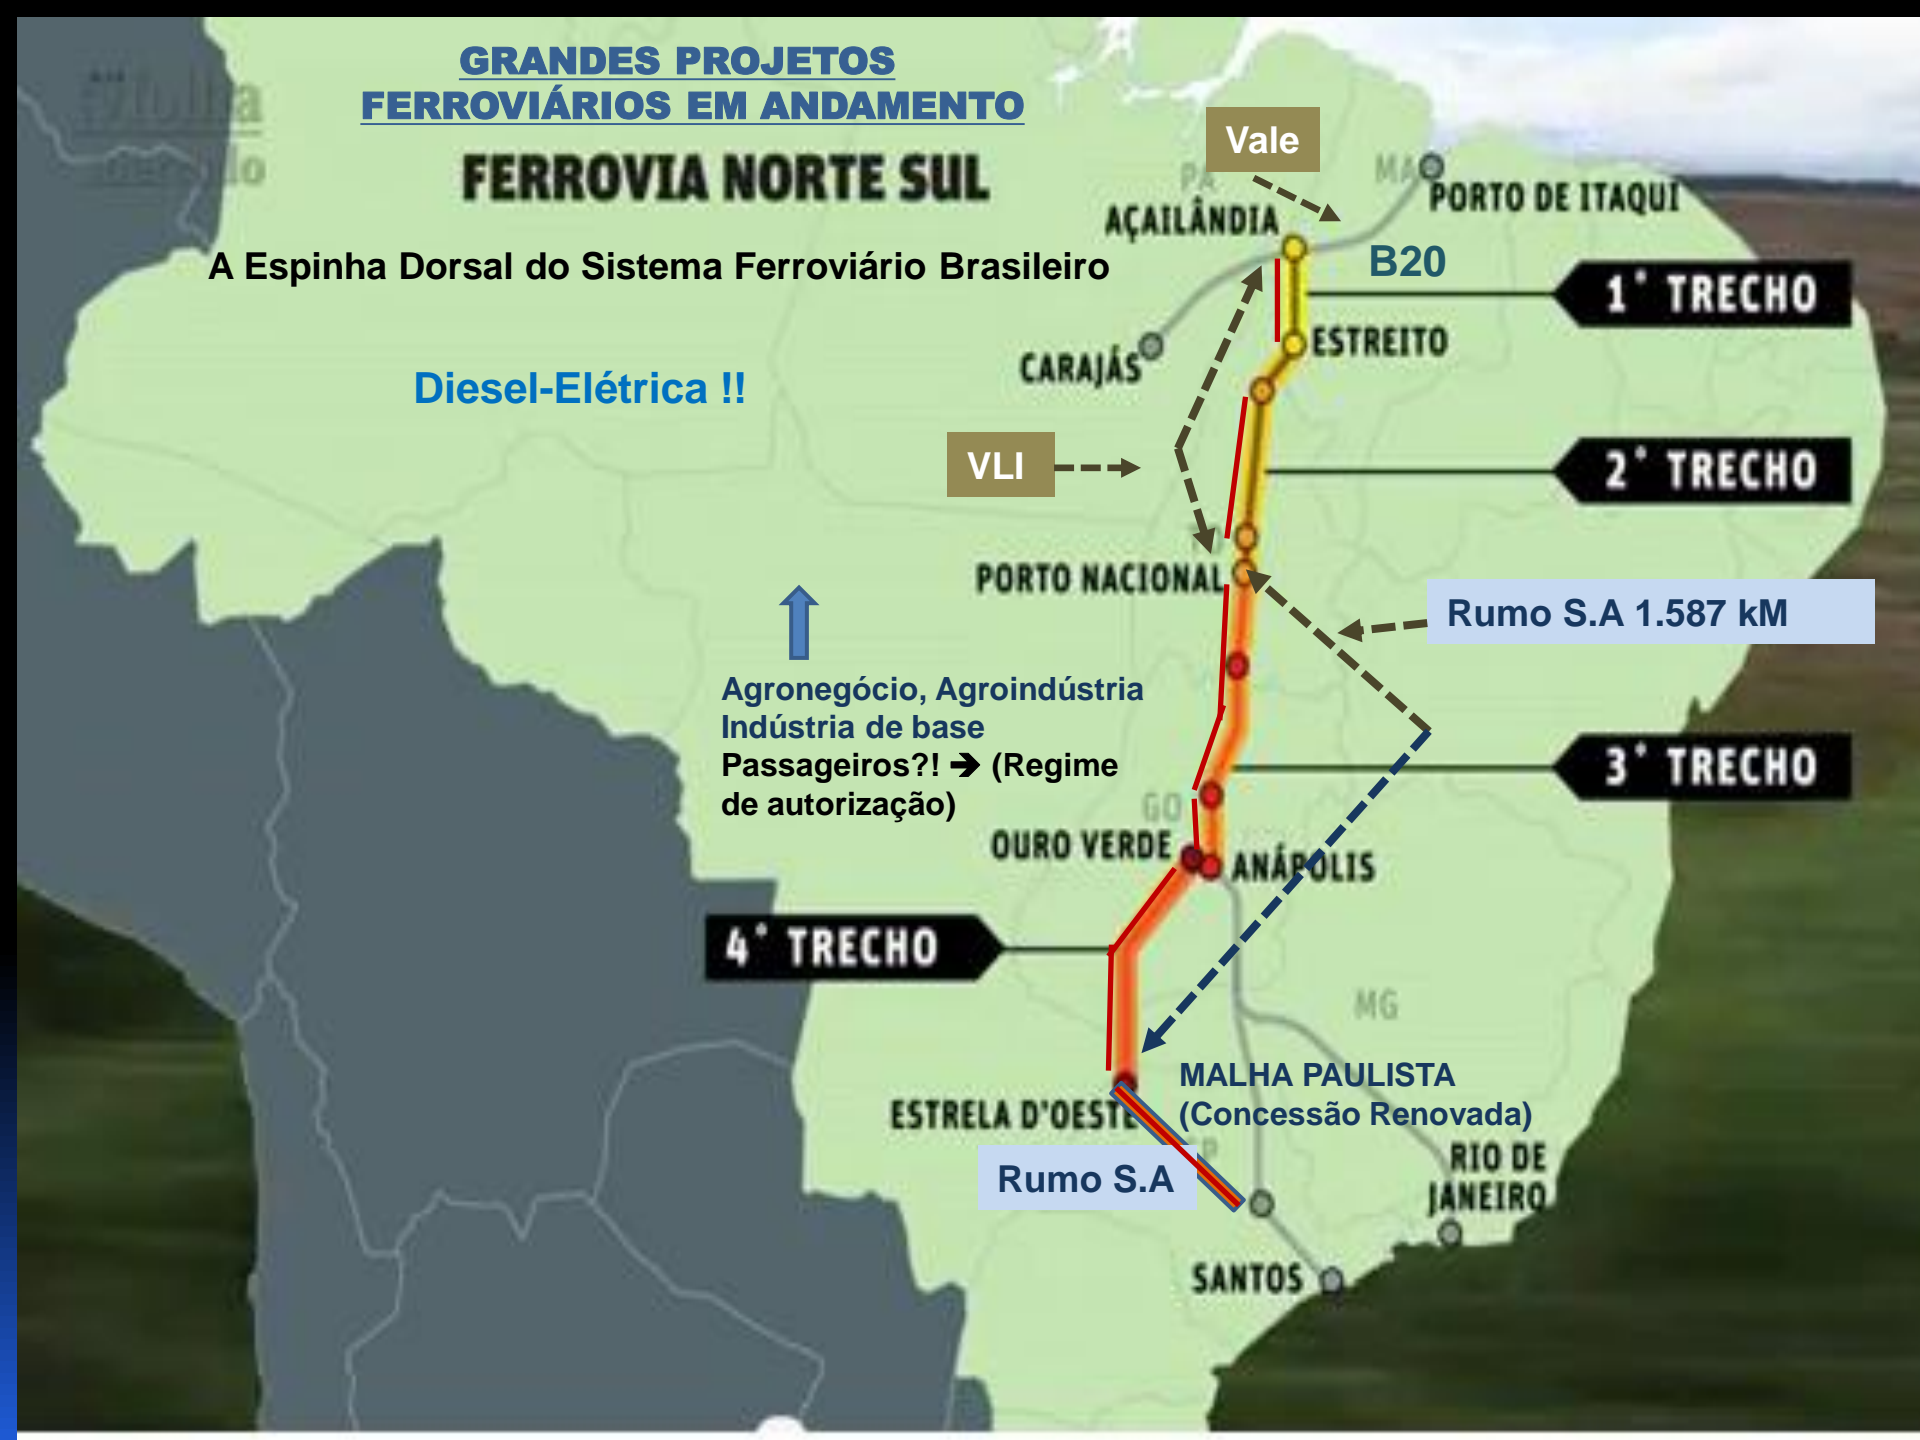 GRANDES PROJETOS
FERROVIÁRIOS EM ANDAMENTO
FERROVIA NORTE SUL
A Espinha Dorsal do Sistema Ferroviário Brasileiro
Diesel-Elétrica !!
Vale
PA
MA
PORTO DE ITAQUI
AÇAILÂNDIA
B20
1° TRECHO
ESTREITO
CARAJÁS
VLI
2° TRECHO
PORTO NACIONAL
Rumo S.A 1.587 kM
Agronegócio, Agroindústria
Indústria de base
Passageiros?! ➔ (Regime
de autorização)
3° TRECHO
GO
OURO VERDE
ANÁPOLIS
4° TRECHO
MG
MALHA PAULISTA
(Concessão Renovada)
ESTRELA D'OESTE
Rumo S.A
RIO DE
JANEIRO
SANTOS